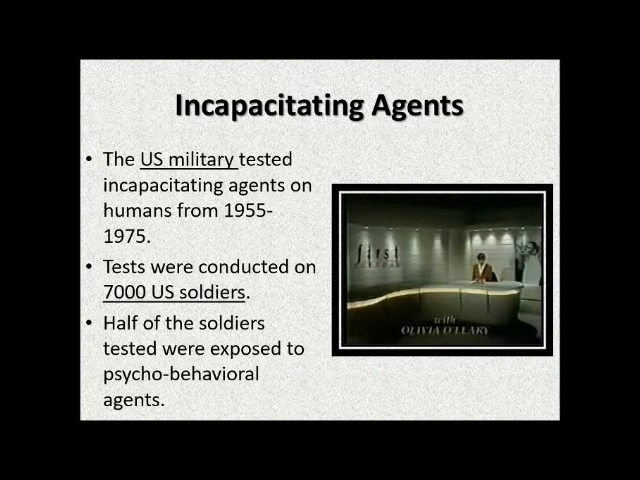 Incapacitating Agents
• The US military tested
incapacitating agents on
humans from 1955-
1975.
• Tests were conducted on
7000 US soldiers.
• Half of the soldiers
tested were exposed to
psycho-behavioral
agents.
first
with
OLIVIA O'LEARY